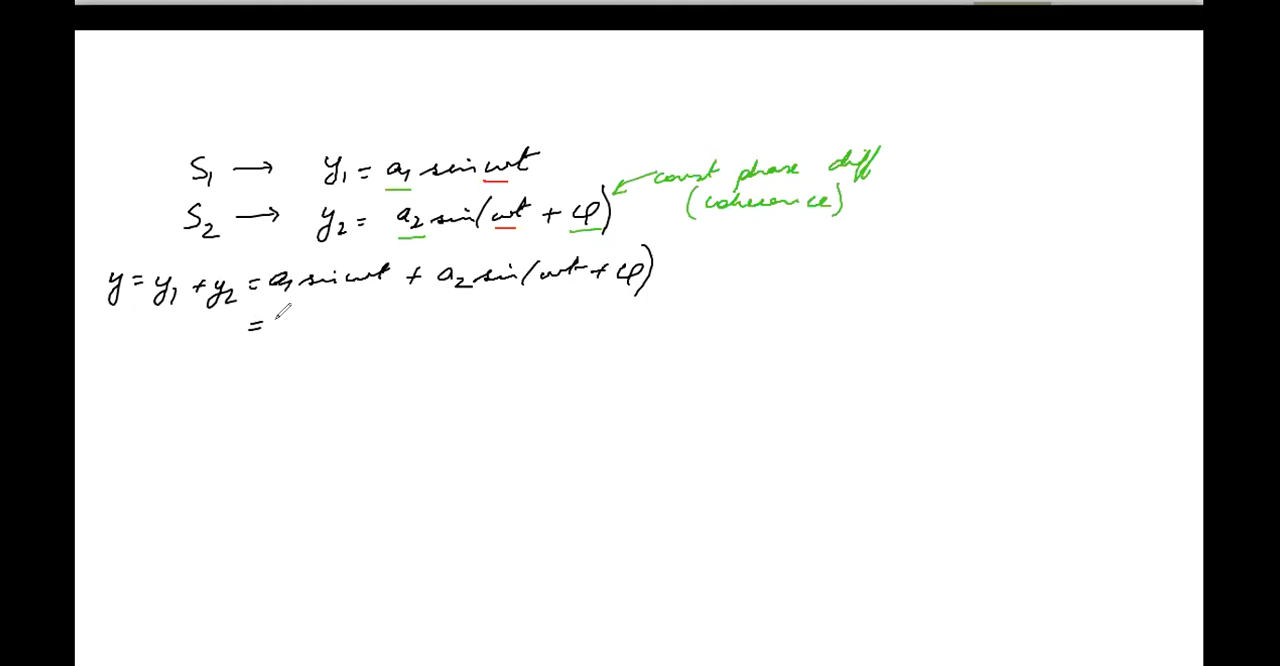 S₁ → y₁ = a₁ sin ωt
S₂ → y₂ = a₂ sin(ωt + φ)
const phase diff
(coherence)
y = y₁ + y₂ = a₁ sin ωt + a₂ sin(ωt + φ)
=